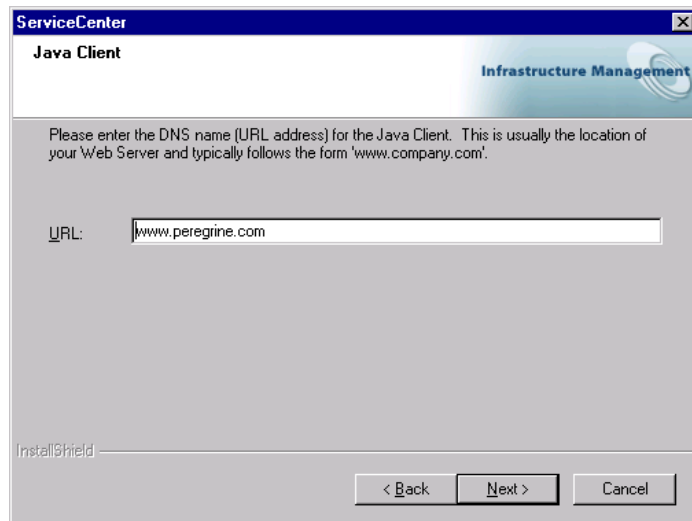 ServiceCenter
Java Client
Infrastructure Management
Please enter the DNS name (URL address) for the Java Client.  This is usually the location of
your Web Server and typically follows the form 'www.company.com'.
URL: www.peregrine.com
InstallShield
< Back Next > Cancel